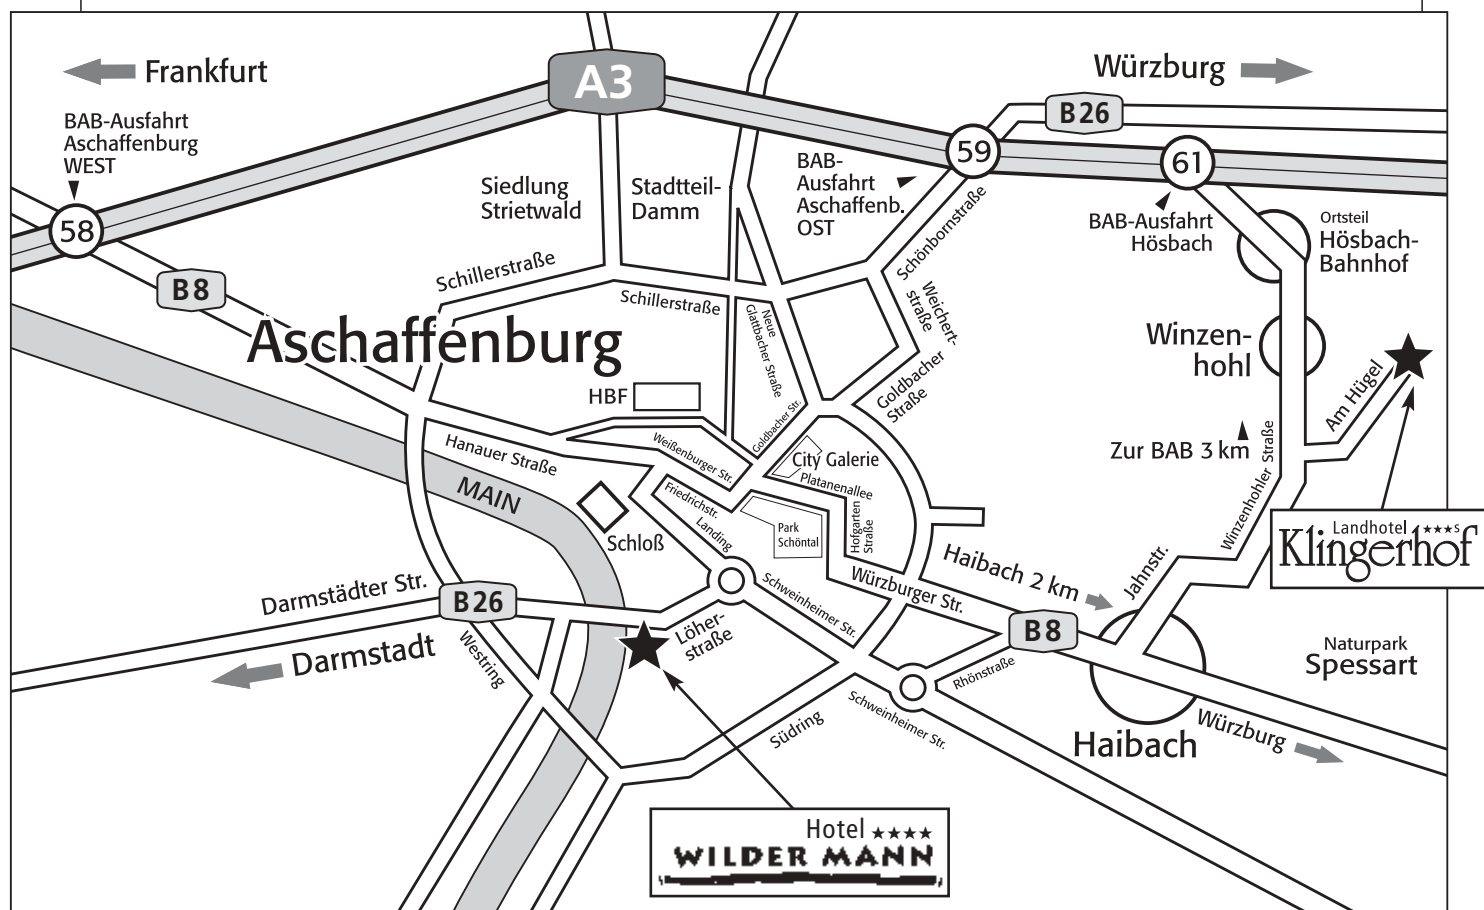 Frankfurt
A3
Würzburg
B26
BAB-Ausfahrt
Aschaffenburg
WEST
58
59
61
BAB-
Ausfahrt
Aschaffenb.
OST
Siedlung
Strietwald
Stadtteil-
Damm
Schönbornstraße
BAB-Ausfahrt
Hösbach
Ortsteil
Hösbach-
Bahnhof
B8
Schillerstraße
Schillerstraße
Weichert-
straße
Neue
Glattbacher Straße
Aschaffenburg
Winzen-
hohl
HBF
Goldbacher
Straße
Goldbacher Str.
Am Hügel
Zur BAB 3 km
Winzenhohler Straße
Hanauer Straße
Weißenburger Str.
City Galerie
Platanenallee
MAIN
Friedrichstr.
Landing
Park
Schöntal
Hofgarten
Straße
Schloß
Landhotel ★★★S
Klingerhof
Haibach 2 km
Jahnstr.
Würzburger Str.
Schweinheimer Str.
Darmstädter Str.
B26
B8
Löher-
straße
Westring
Darmstadt
Rhönstraße
Naturpark
Spessart
Schweinheimer Str.
Südring
Haibach
Würzburg
Hotel ★★★★
WILDER MANN